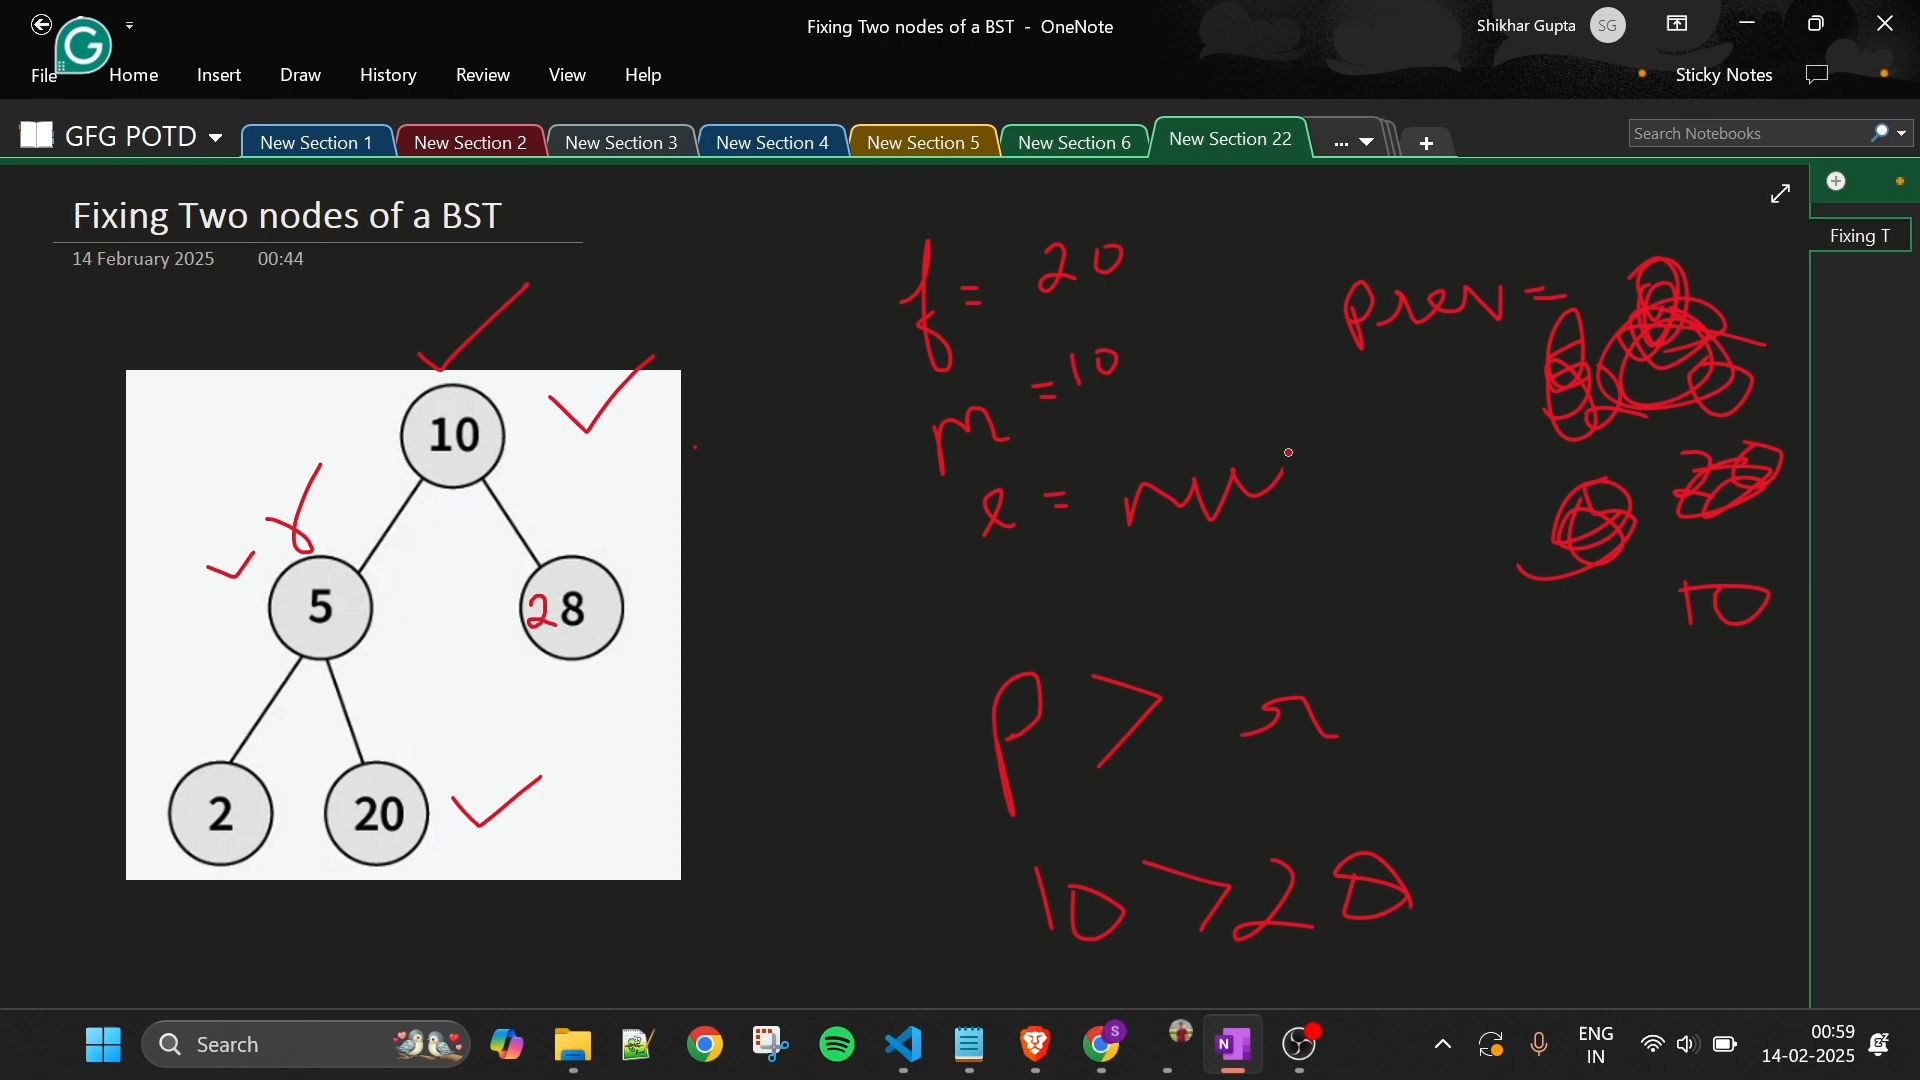 Fixing Two nodes of a BST - OneNote
Shikhar Gupta SG
G
File Home Insert Draw History Review View Help
Sticky Notes
GFG POTD
New Section 1 New Section 2 New Section 3 New Section 4 New Section 5 New Section 6 New Section 22 ... +
Search Notebooks
Fixing Two nodes of a BST
14 February 2025 00:44
Fixing T
f = 20
prev =
m = 10
l =
10
10
5
28
2
20
p >
10 > 20
Search
S
N
ENG
IN
00:59
14-02-2025